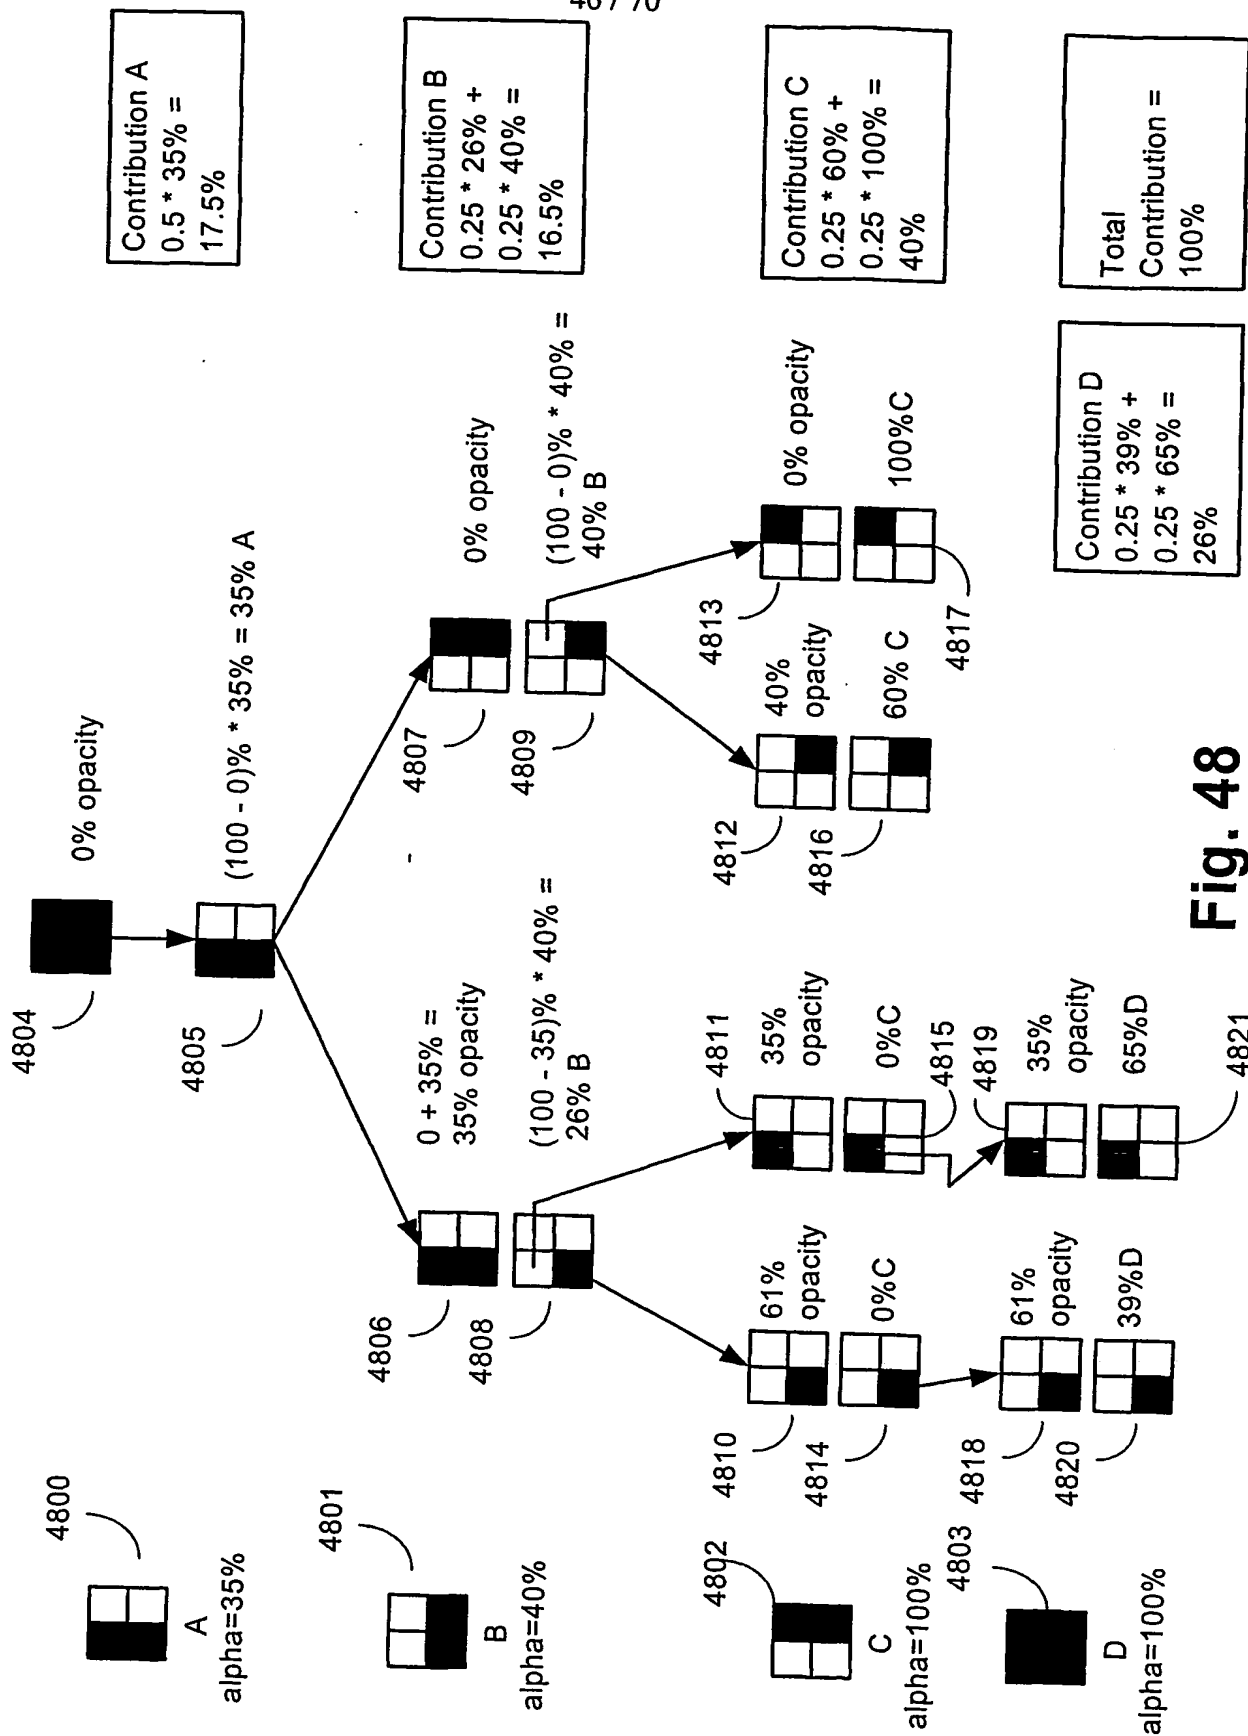 46 / 70
4800
A
alpha=35%
4804
0% opacity
4805
(100 - 0)% * 35% = 35% A
Contribution A
0.5 * 35% =
17.5%
4801
B
alpha=40%
4806
0 + 35% =
35% opacity
4808
(100 - 35)% * 40% =
26% B
4807
0% opacity
4809
(100 - 0)% * 40% =
40% B
Contribution B
0.25 * 26% +
0.25 * 40% =
16.5%
4802
C
alpha=100%
4810
61%
opacity
4814
0%C
4811
35%
opacity
0%C
4815
4812
40%
opacity
4816
60% C
4813
0% opacity
100%C
4817
Contribution C
0.25 * 60% +
0.25 * 100% =
40%
4803
D
alpha=100%
4818
61%
opacity
4820
39%D
4819
35%
opacity
65%D
4821
Contribution D
0.25 * 39% +
0.25 * 65% =
26%
Total
Contribution =
100%
Fig. 48